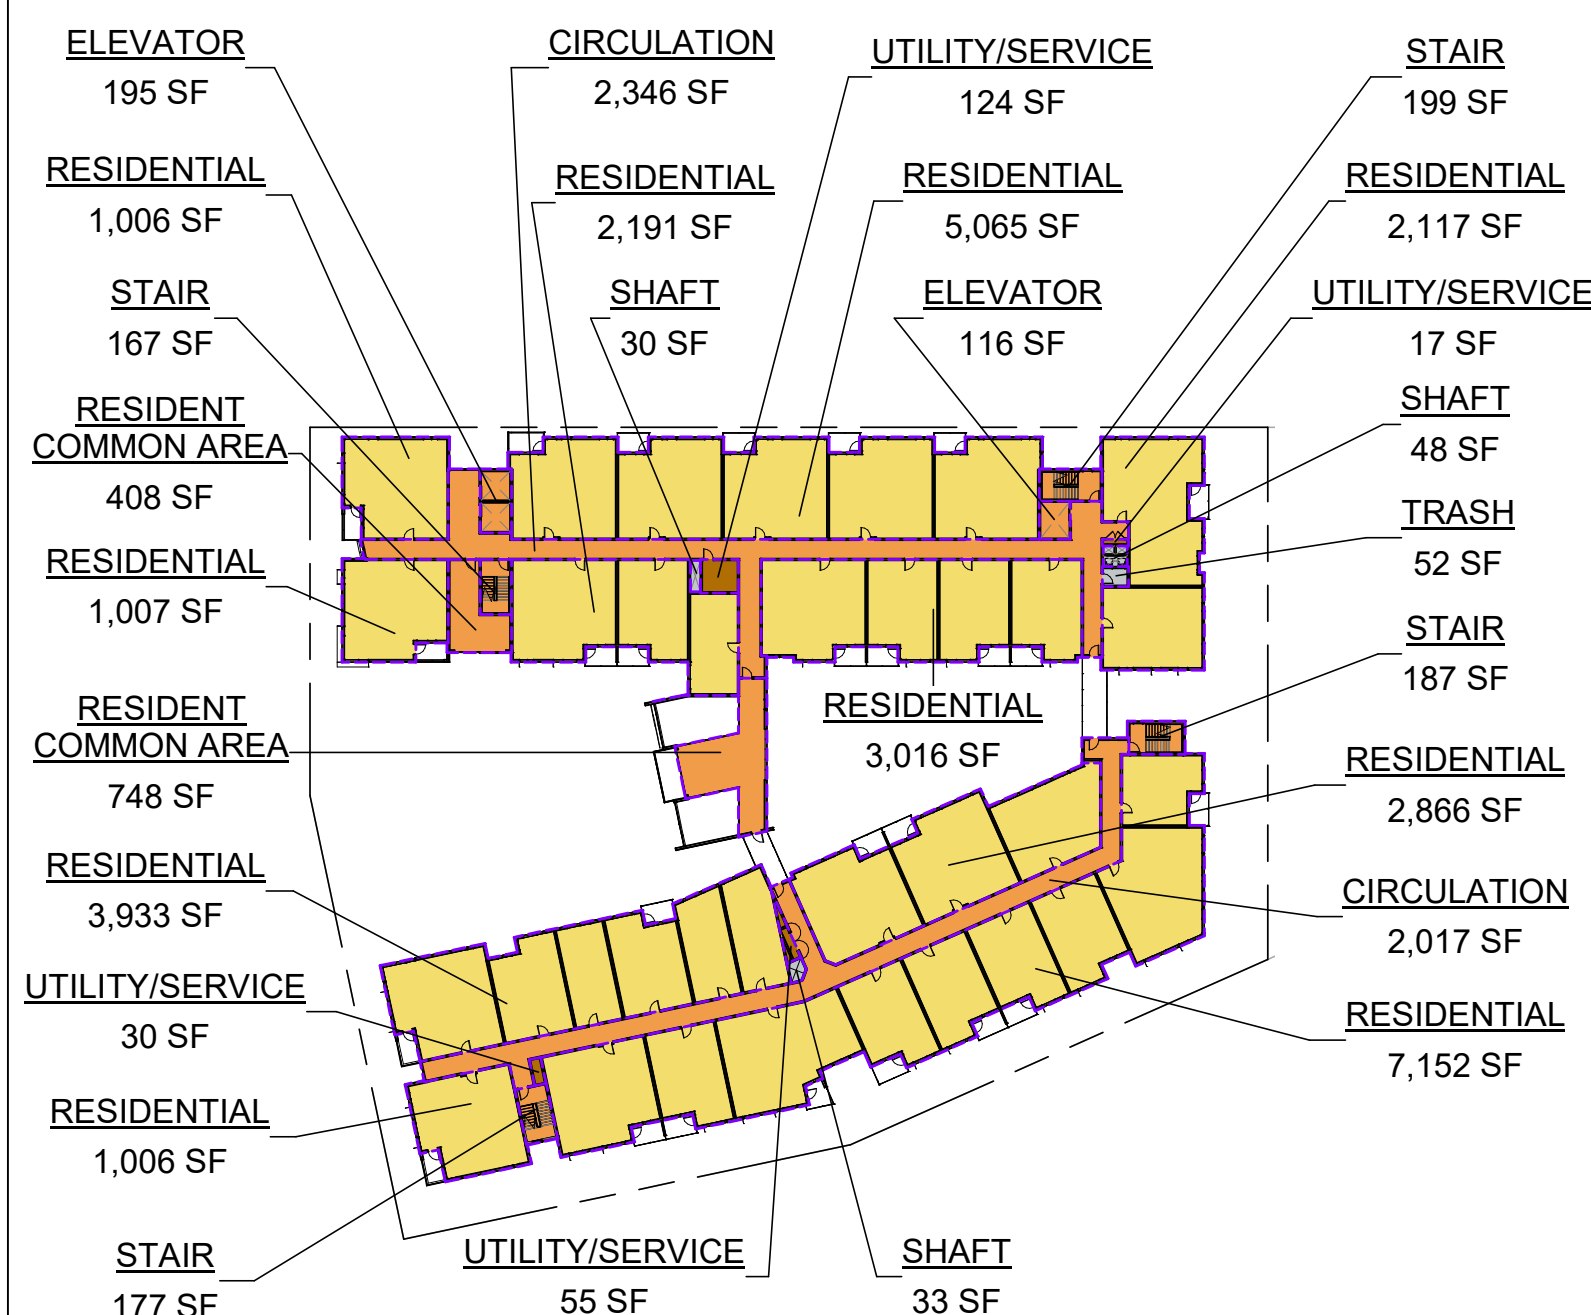 ELEVATOR
195 SF
CIRCULATION
2,346 SF
UTILITY/SERVICE
124 SF
STAIR
199 SF
RESIDENTIAL
1,006 SF
RESIDENTIAL
2,191 SF
RESIDENTIAL
5,065 SF
RESIDENTIAL
2,117 SF
STAIR
167 SF
SHAFT
30 SF
ELEVATOR
116 SF
UTILITY/SERVICE
17 SF
RESIDENT
COMMON AREA
408 SF
SHAFT
48 SF
TRASH
52 SF
RESIDENTIAL
1,007 SF
STAIR
187 SF
RESIDENT
COMMON AREA
748 SF
RESIDENTIAL
3,016 SF
RESIDENTIAL
2,866 SF
RESIDENTIAL
3,933 SF
CIRCULATION
2,017 SF
UTILITY/SERVICE
30 SF
RESIDENTIAL
7,152 SF
RESIDENTIAL
1,006 SF
STAIR
177 SF
UTILITY/SERVICE
55 SF
SHAFT
33 SF